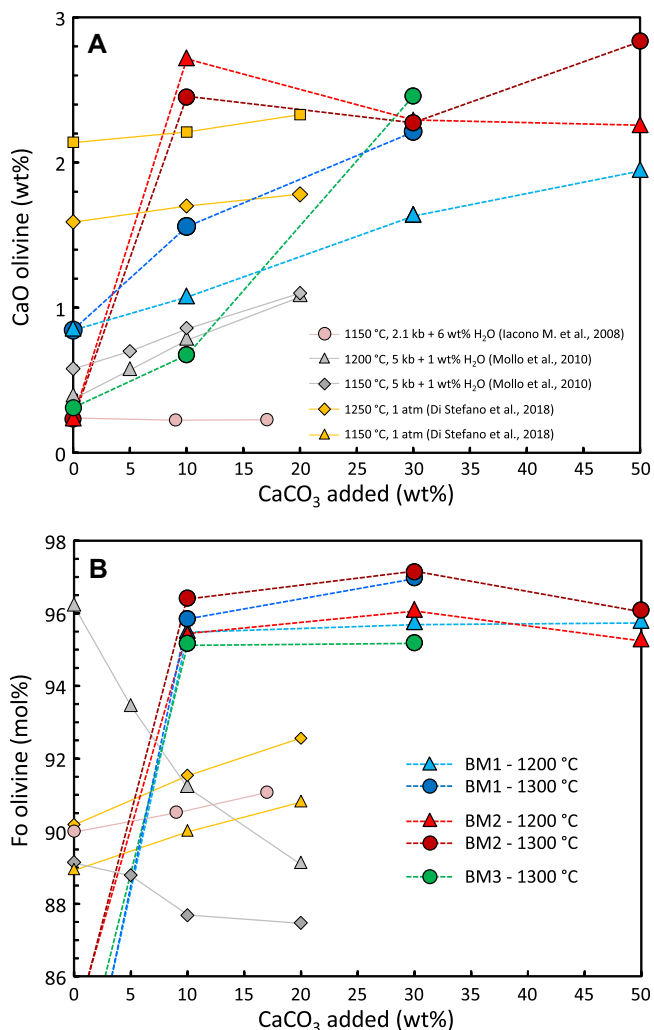 A
3
2
1
0
CaO olivine (wt%)
1150 °C, 2.1 kb + 6 wt% H₂O (Iacono M. et al., 2008)
1200 °C, 5 kb + 1 wt% H₂O (Mollo et al., 2010)
1150 °C, 5 kb + 1 wt% H₂O (Mollo et al., 2010)
1250 °C, 1 atm (Di Stefano et al., 2018)
1150 °C, 1 atm (Di Stefano et al., 2018)
0 5 10 15 20 25 30 35 40 45 50
CaCO₃ added (wt%)
B
98
96
94
92
90
88
86
Fo olivine (mol%)
BM1 - 1200 °C
BM1 - 1300 °C
BM2 - 1200 °C
BM2 - 1300 °C
BM3 - 1300 °C
0 5 10 15 20 25 30 35 40 45 50
CaCO₃ added (wt%)